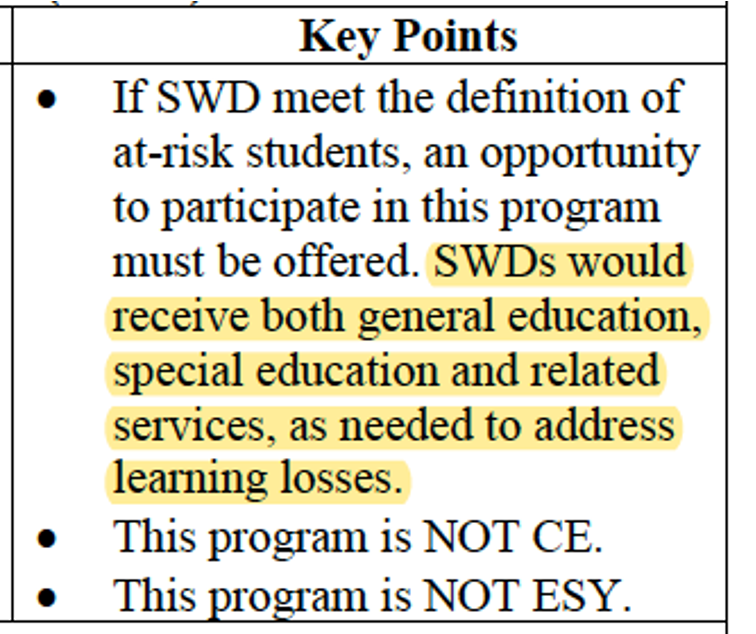 Key Points
● If SWD meet the definition of
at-risk students, an opportunity
to participate in this program
must be offered. SWDs would
receive both general education,
special education and related
services, as needed to address
learning losses.
● This program is NOT CE.
● This program is NOT ESY.